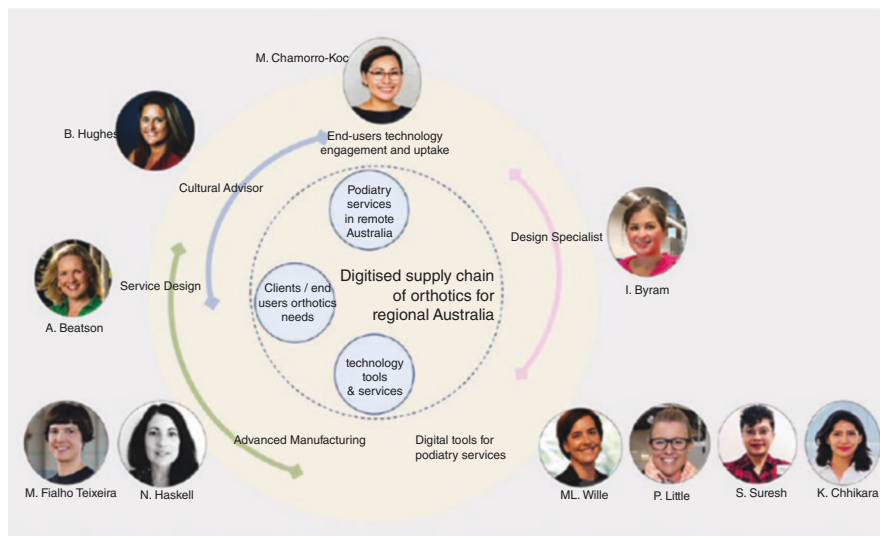 M. Chamorro-Koc
B. Hughes
End-users technology
engagement and uptake
Cultural Advisor
Podiatry
services
in remote
Australia
Design Specialist
I. Byram
Service Design
A. Beatson
Clients / end
users orthotics
needs
Digitised supply chain
of orthotics for
regional Australia
technology
tools
& services
Advanced Manufacturing
Digital tools for
podiatry services
M. Fialho Teixeira
N. Haskell
ML. Wille
P. Little
S. Suresh
K. Chhikara